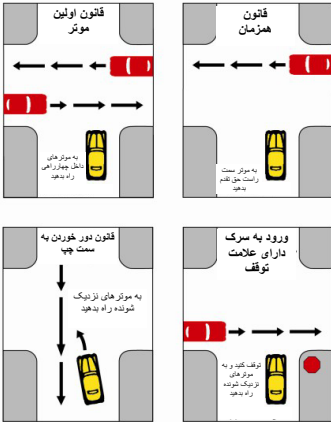 قانون اولین
موتر
به موترهای
داخل چهارراهی
راه بدهید
قانون
همزمان
به موتر سمت
راست حق تقدم
بدهید
قانون دور خوردن به
سمت چپ
به موترهای نزدیک
شونده راه بدهید
ورود به سرک
دارای علامت
توقف
توقف کنید و به
موترهای
نزدیک شونده
راه بدهید